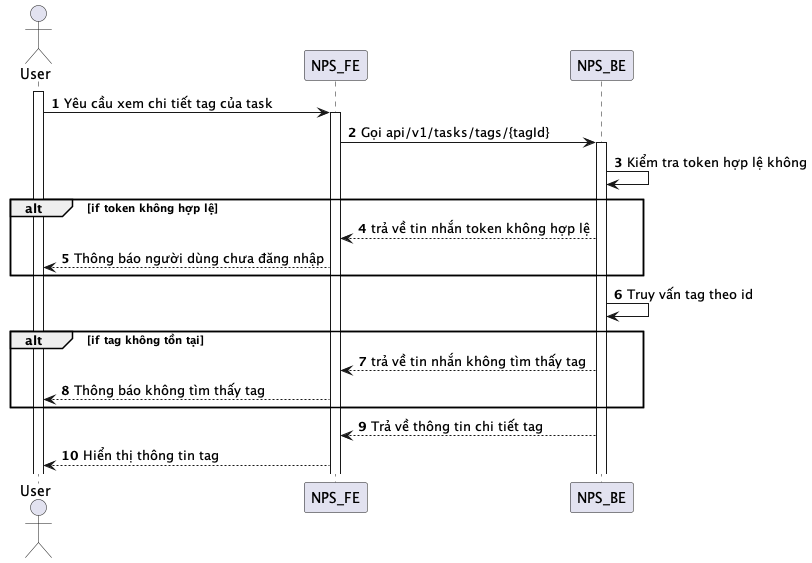 User
NPS_FE
NPS_BE
1 Yêu cầu xem chi tiết tag của task
2 Gọi api/v1/tasks/tags/{tagId}
3 Kiểm tra token hợp lệ không
alt [if token không hợp lệ]
4 trả về tin nhắn token không hợp lệ
5 Thông báo người dùng chưa đăng nhập
6 Truy vấn tag theo id
alt [if tag không tồn tại]
7 trả về tin nhắn không tìm thấy tag
8 Thông báo không tìm thấy tag
9 Trả về thông tin chi tiết tag
10 Hiển thị thông tin tag
User
NPS_FE
NPS_BE